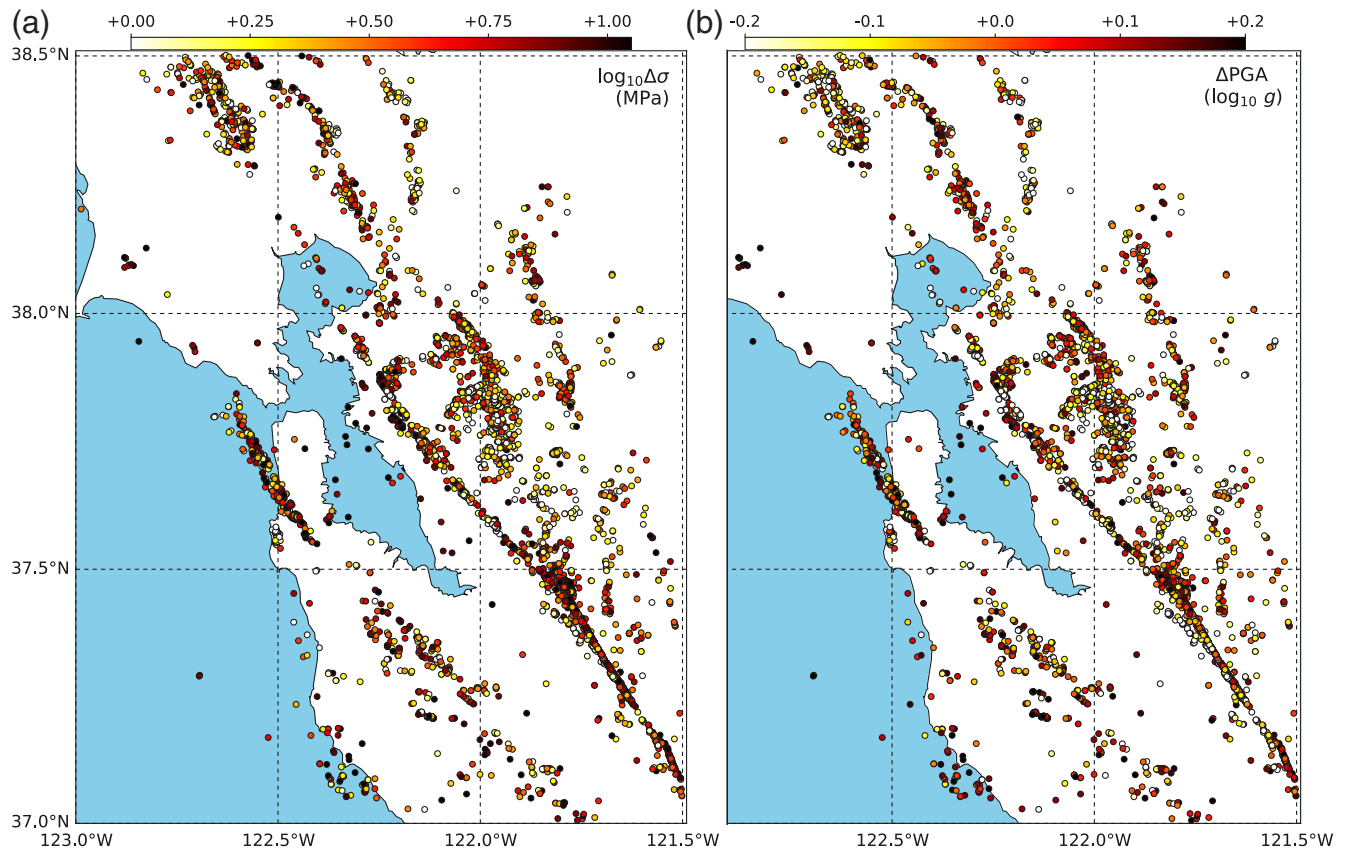 (a)
+0.00 +0.25 +0.50 +0.75 +1.00
log₁₀Δσ
(MPa)
38.5°N
38.0°N
37.5°N
37.0°N
123.0°W 122.5°W 122.0°W 121.5°W
(b)
-0.2 -0.1 +0.0 +0.1 +0.2
ΔPGA
(log₁₀ g)
122.5°W 122.0°W 121.5°W